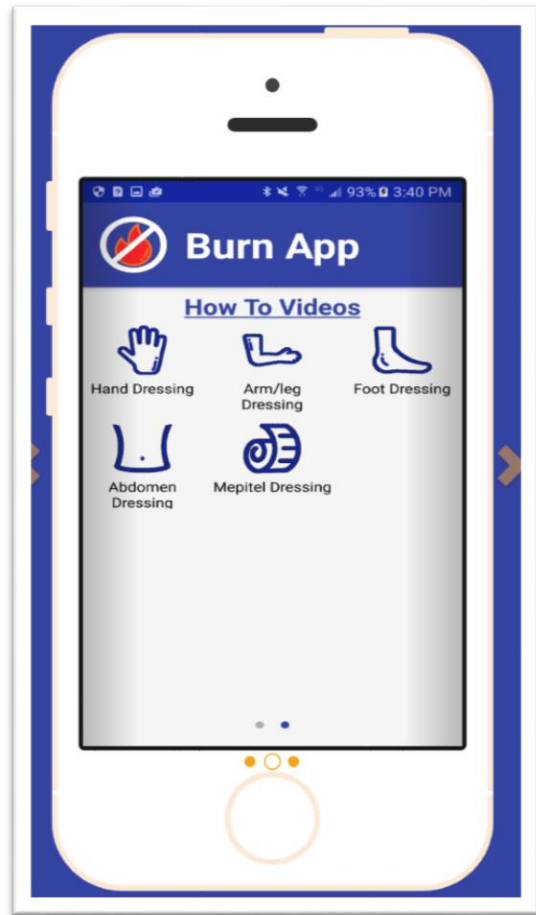 93% 3:40 PM
Burn App
How To Videos
Hand Dressing
Arm/leg
Dressing
Foot Dressing
Abdomen
Dressing
Mepitel Dressing